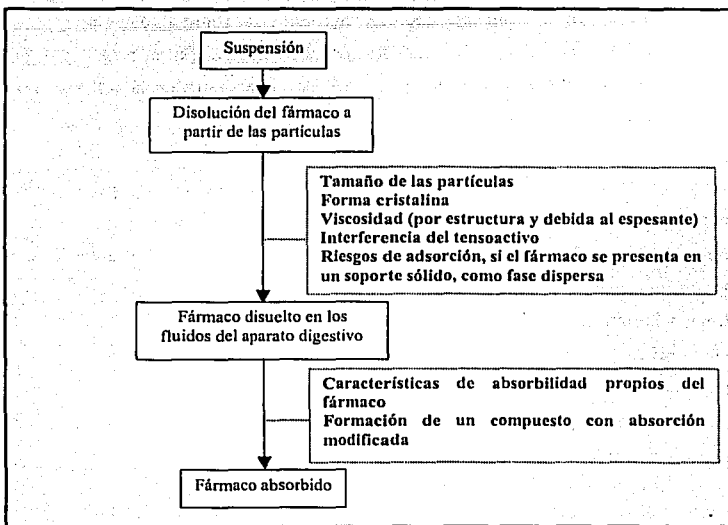 Suspensión
Disolución del fármaco a
partir de las partículas
Tamaño de las partículas
Forma cristalina
Viscosidad (por estructura y debida al espesante)
Interferencia del tensoactivo
Riesgos de adsorción, si el fármaco se presenta en
un soporte sólido, como fase dispersa
Fármaco disuelto en los
fluidos del aparato digestivo
Características de absorbilidad propios del
fármaco
Formación de un compuesto con absorción
modificada
Fármaco absorbido